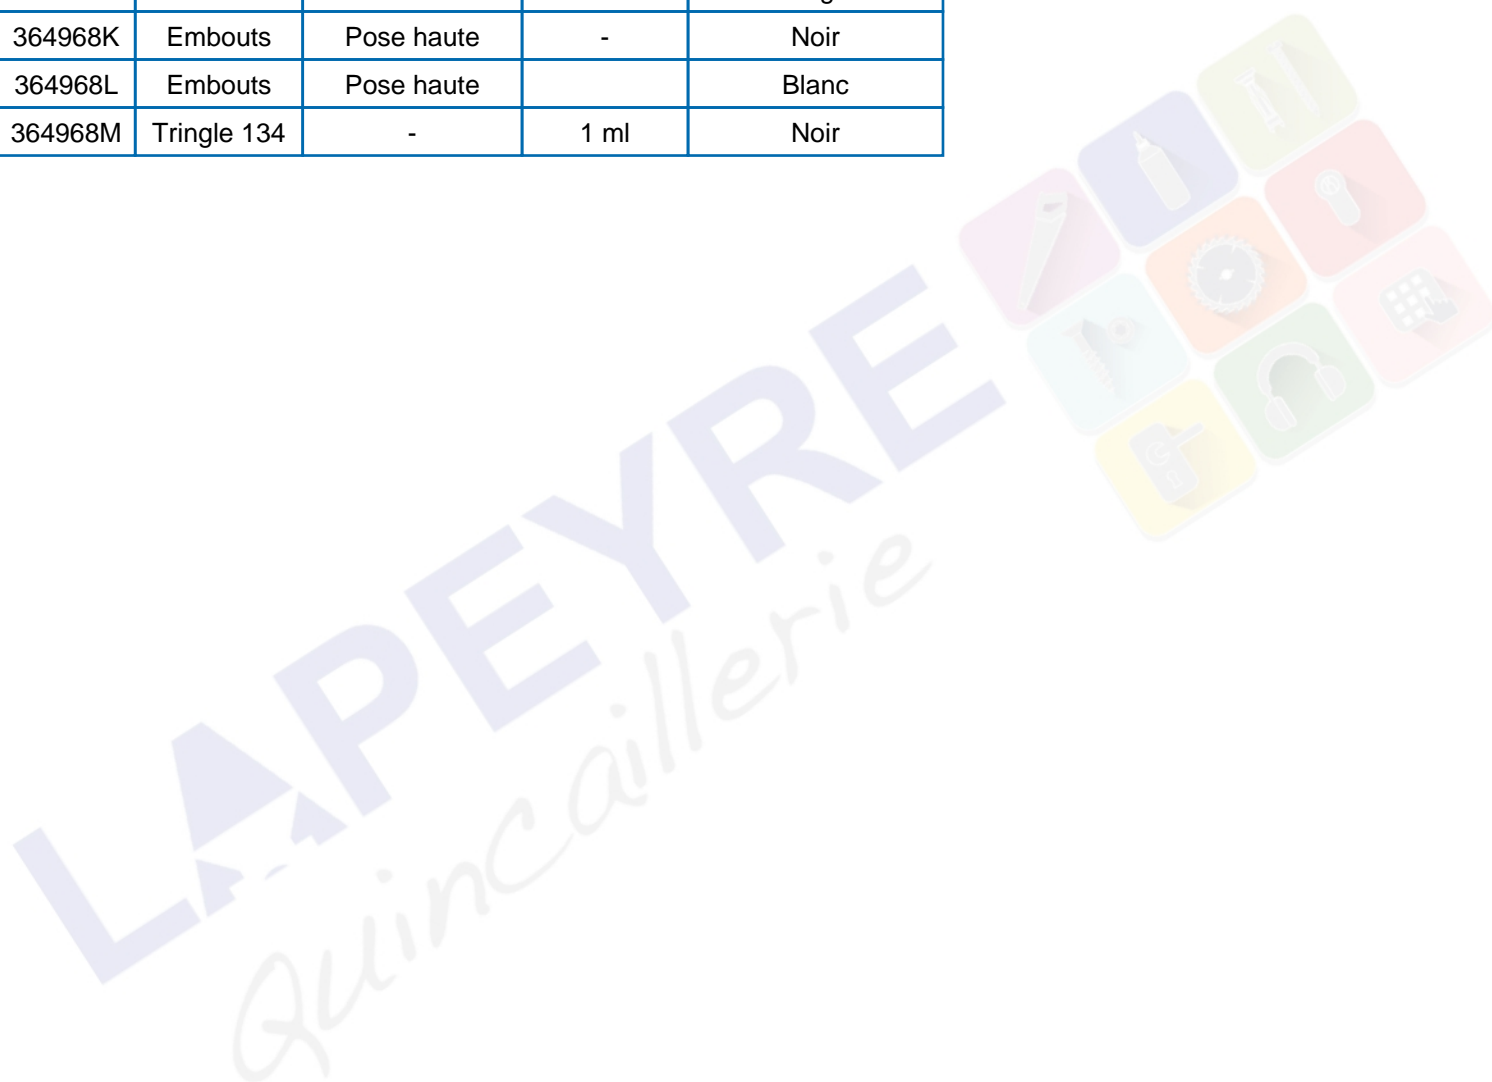 364968K Embouts Pose haute - Noir
364968L Embouts Pose haute Blanc
364968M Tringle 134 - 1 ml Noir
LAPEYRE
Quincaillerie